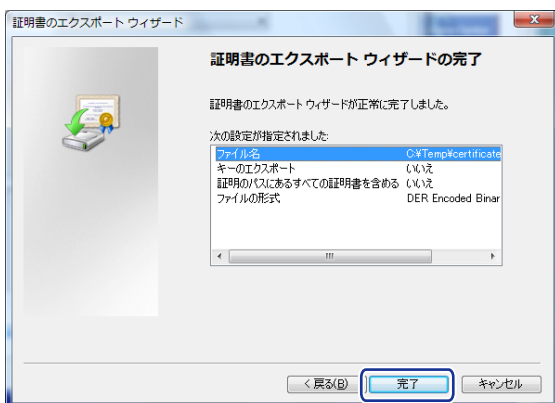 証明書のエクスポート ウィザード
証明書のエクスポート ウィザードの完了
証明書のエクスポート ウィザードが正常に完了しました。
次の設定が指定されました:
ファイル名 C:¥Temp¥certificate
キーのエクスポート いいえ
証明のパスにあるすべての証明書を含める いいえ
ファイルの形式 DER Encoded Binar
< 戻る(B) 完了 キャンセル